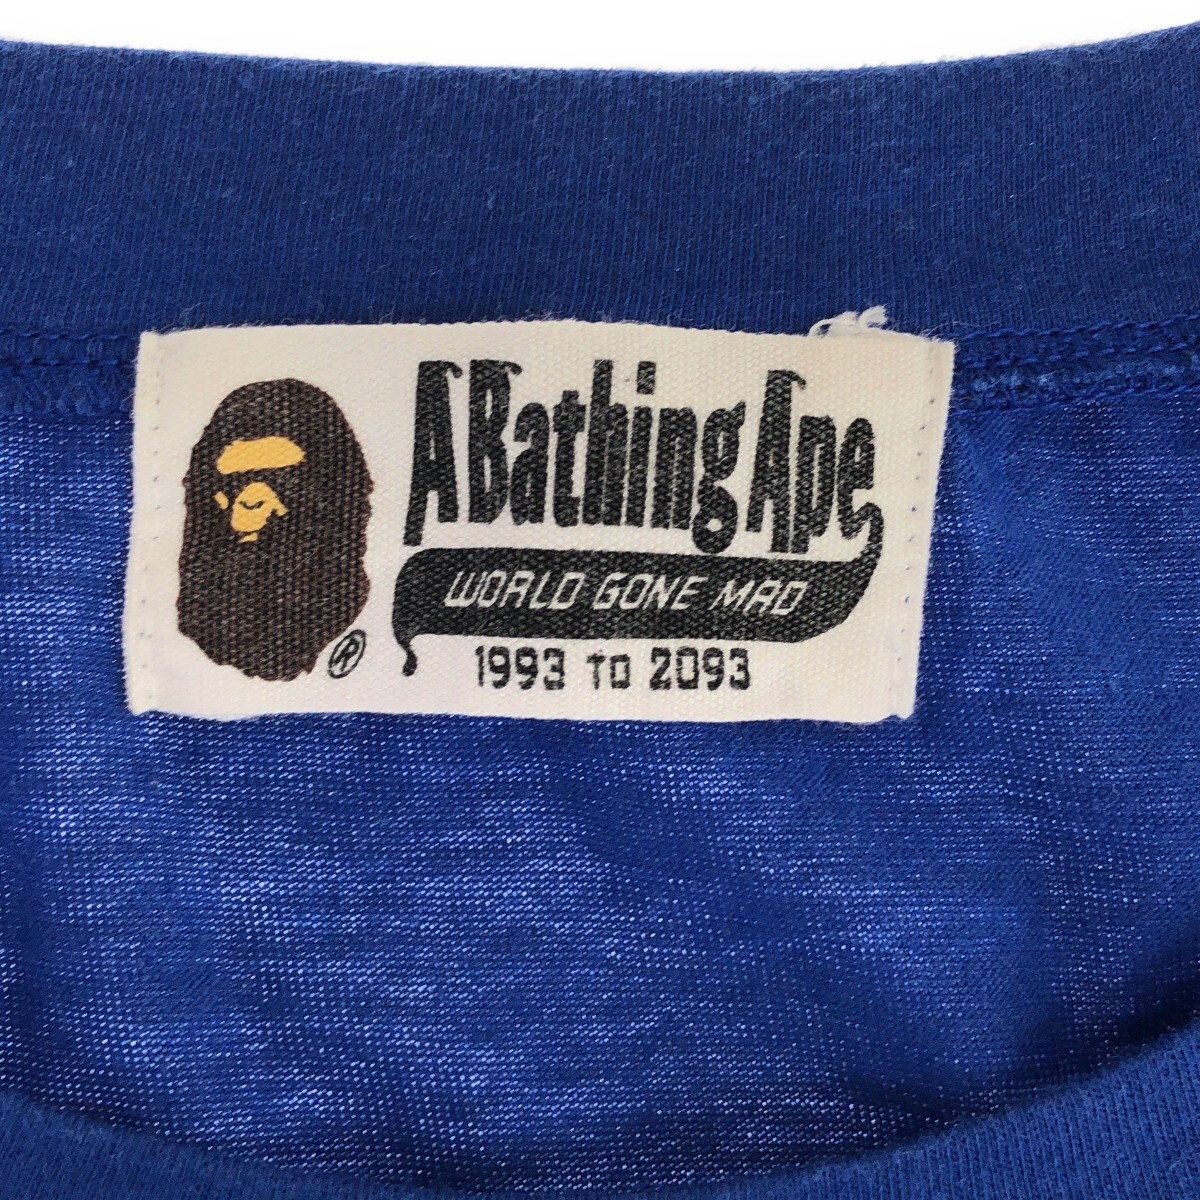 A Bathing Ape
WORLD GONE MAD
1993 TO 2093
®